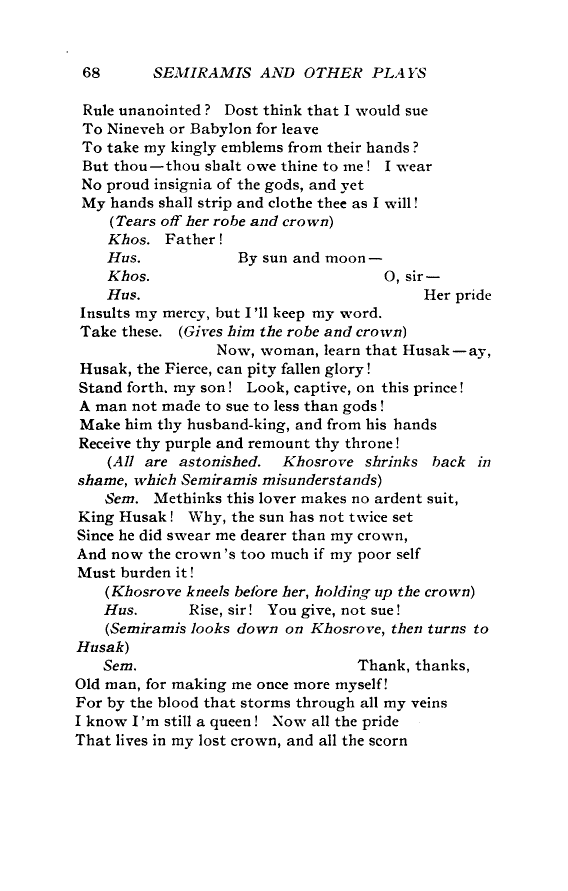 68 SEMIRAMIS AND OTHER PLAYS
Rule unanointed? Dost think that I would sue
To Nineveh or Babylon for leave
To take my kingly emblems from their hands?
But thou—thou shalt owe thine to me! I wear
No proud insignia of the gods, and yet
My hands shall strip and clothe thee as I will!
(Tears off her robe and crown)
Khos. Father!
Hus. By sun and moon—
Khos. O, sir—
Hus. Her pride
Insults my mercy, but I'll keep my word.
Take these. (Gives him the robe and crown)
Now, woman, learn that Husak—ay,
Husak, the Fierce, can pity fallen glory!
Stand forth, my son! Look, captive, on this prince!
A man not made to sue to less than gods!
Make him thy husband-king, and from his hands
Receive thy purple and remount thy throne!
(All are astonished. Khosrove shrinks back in
shame, which Semiramis misunderstands)
Sem. Methinks this lover makes no ardent suit,
King Husak! Why, the sun has not twice set
Since he did swear me dearer than my crown,
And now the crown's too much if my poor self
Must burden it!
(Khosrove kneels before her, holding up the crown)
Hus. Rise, sir! You give, not sue!
(Semiramis looks down on Khosrove, then turns to
Husak)
Sem. Thank, thanks,
Old man, for making me once more myself!
For by the blood that storms through all my veins
I know I'm still a queen! Now all the pride
That lives in my lost crown, and all the scorn